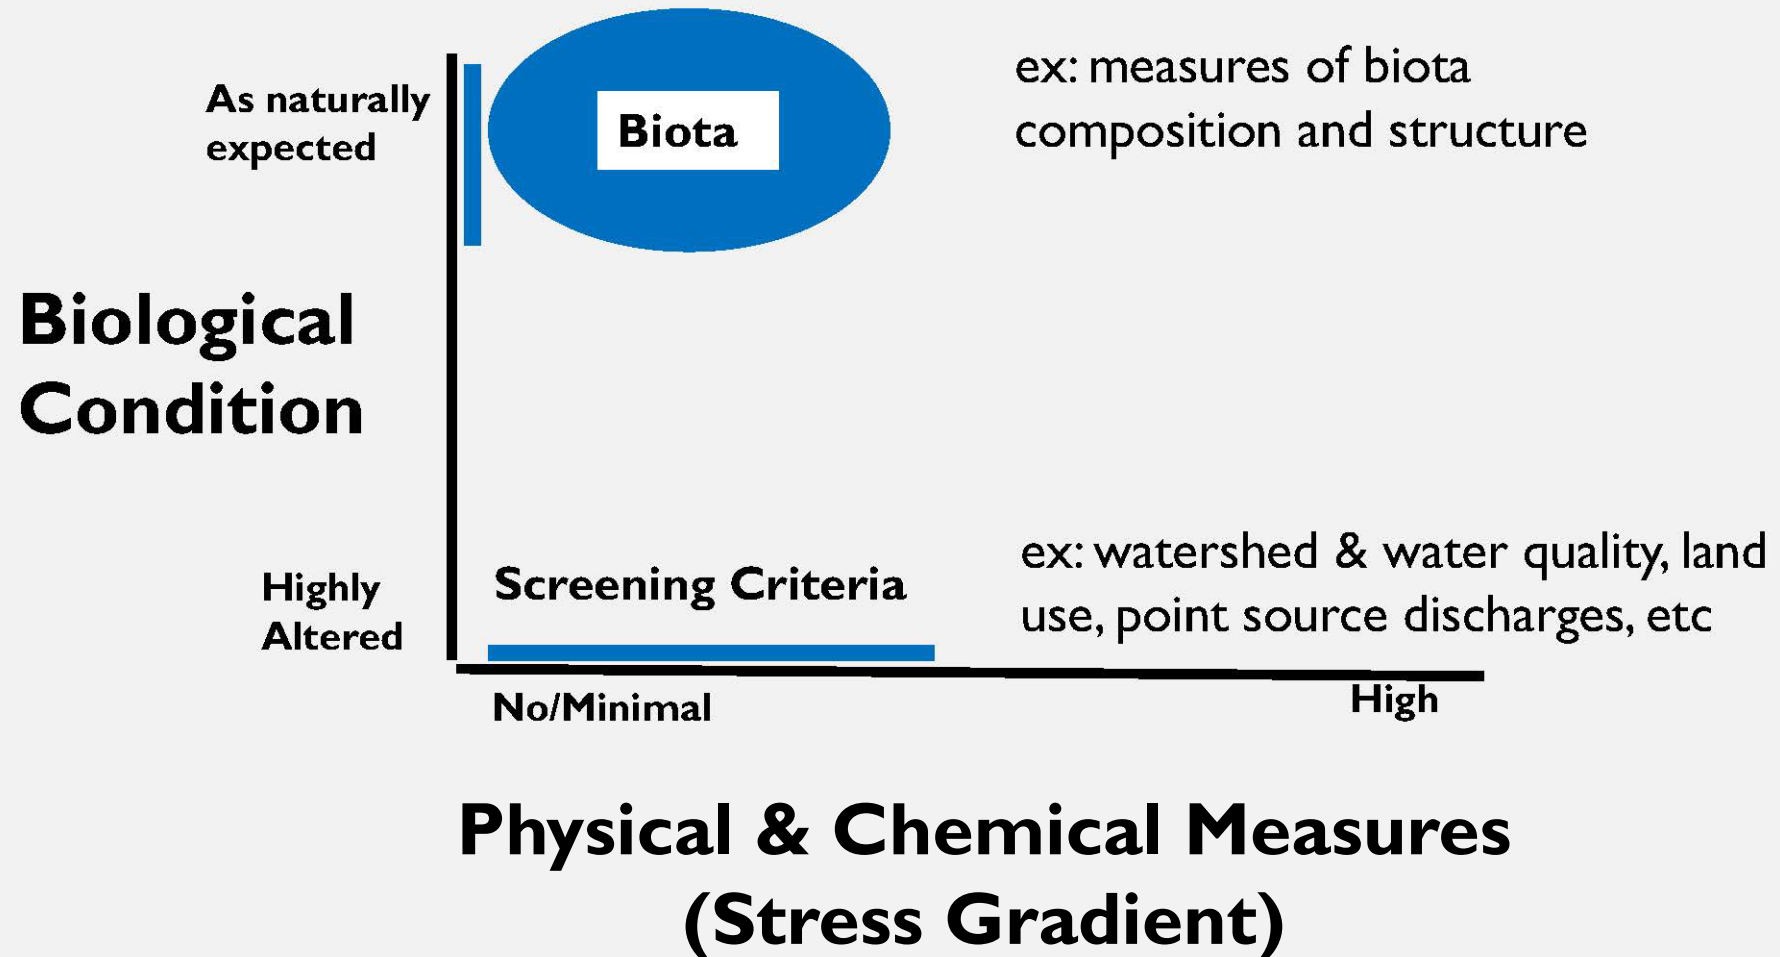 As naturally
expected
Biota
ex: measures of biota
composition and structure
Biological
Condition
Highly
Altered
Screening Criteria
ex: watershed & water quality, land
use, point source discharges, etc
No/Minimal
High
Physical & Chemical Measures
(Stress Gradient)